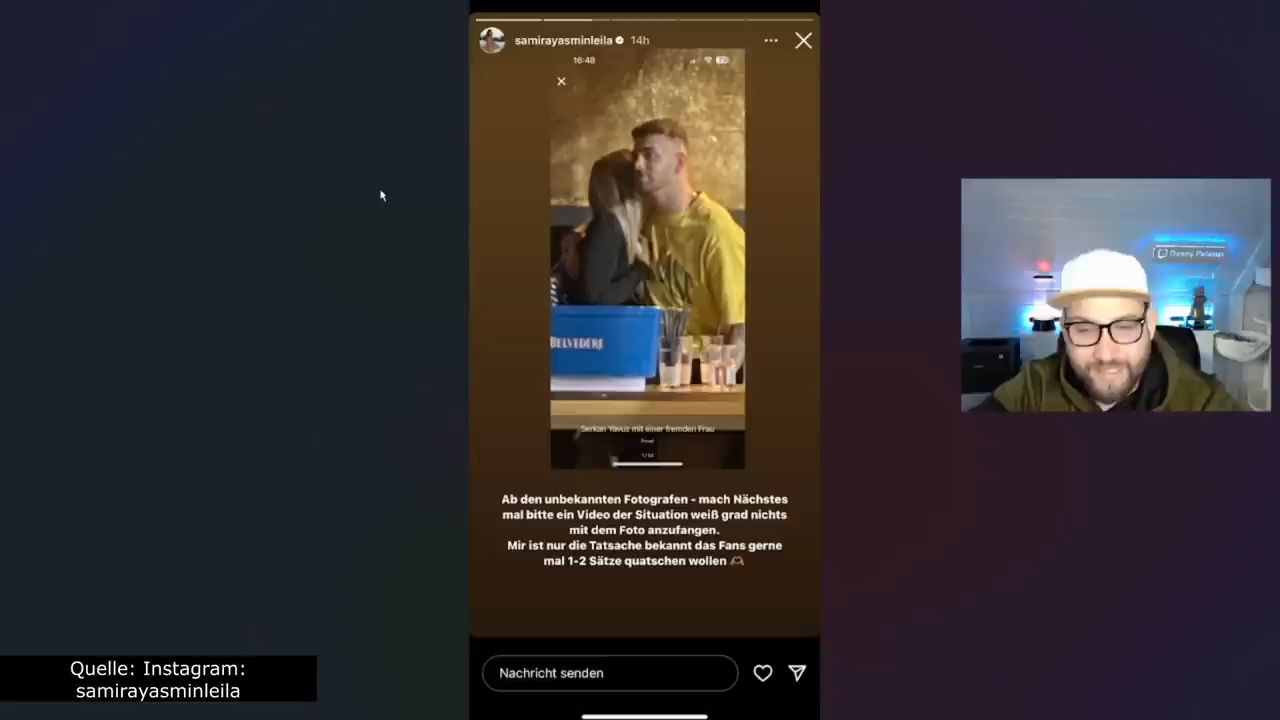 samirayasminleila 14h
16:48
BELVEDERE
Serkan Yavuz mit einer fremden Frau
Ab den unbekannten Fotografen - mach Nächstes
mal bitte ein Video der Situation weiß grad nichts
mit dem Foto anzufangen.
Mir ist nur die Tatsache bekannt das Fans gerne
mal 1-2 Sätze quatschen wollen 🫶🏽
Nachricht senden
Quelle: Instagram:
samirayasminleila